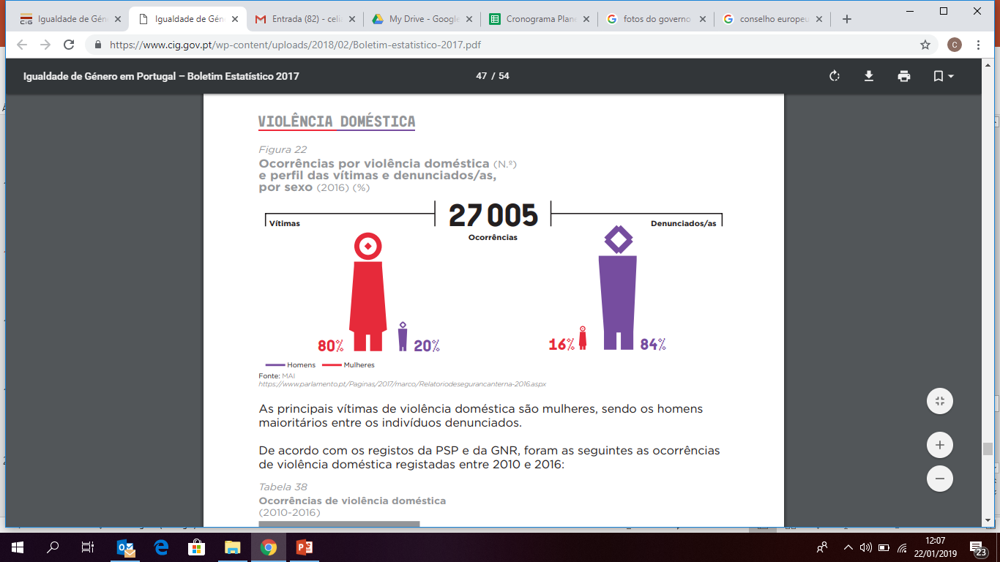 Igualdade de Gén
Igualdade de Gén
Entrada (82) - celi
My Drive - Google
Cronograma Plane
fotos do governo
conselho europeu
https://www.cig.gov.pt/wp-content/uploads/2018/02/Boletim-estatistico-2017.pdf
C
Igualdade de Género em Portugal – Boletim Estatístico 2017
47 / 54
VIOLÊNCIA DOMÉSTICA
Figura 22
Ocorrências por violência doméstica (N.º)
e perfil das vítimas e denunciados/as,
por sexo (2016) (%)
27 005
Ocorrências
Vítimas
Denunciados/as
80%
20%
16%
84%
Homens
Mulheres
Fonte: MAI
https://www.parlamento.pt/Paginas/2017/marco/Relatoriodesegurancanterna-2016.aspx
As principais vítimas de violência doméstica são mulheres, sendo os homens
maioritários entre os indivíduos denunciados.
De acordo com os registos da PSP e da GNR, foram as seguintes as ocorrências
de violência doméstica registadas entre 2010 e 2016:
Tabela 38
Ocorrências de violência doméstica
(2010-2016)
12:07
22/01/2019
23